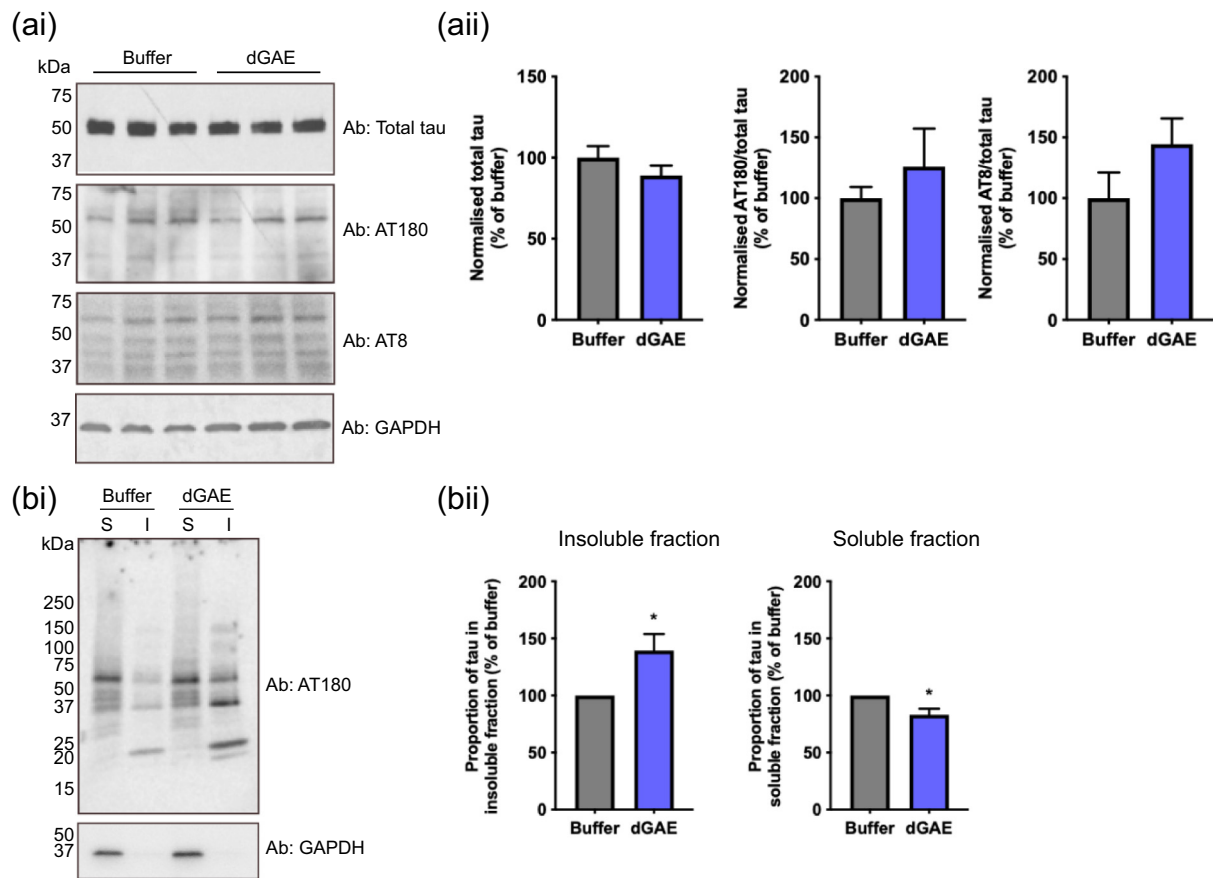 (ai)
kDa
Buffer
dGAE
75
50
37
Ab: Total tau
75
50
37
Ab: AT180
75
50
37
Ab: AT8
37
Ab: GAPDH
(aii)
Normalised total tau
(% of buffer)
150
100
50
0
Buffer dGAE
Normalised AT180/total tau
(% of buffer)
200
150
100
50
0
Buffer dGAE
Normalised AT8/total tau
(% of buffer)
200
150
100
50
0
Buffer dGAE
(bi)
Buffer
dGAE
S I S I
kDa
250
150
100
75
50
37
25
20
15
Ab: AT180
50
37
Ab: GAPDH
(bii)
Insoluble fraction
Proportion of tau in
insoluble fraction (% of buffer)
200
150
100
50
0
*
Buffer dGAE
Soluble fraction
Proportion of tau in
soluble fraction (% of buffer)
200
150
100
50
0
*
Buffer dGAE